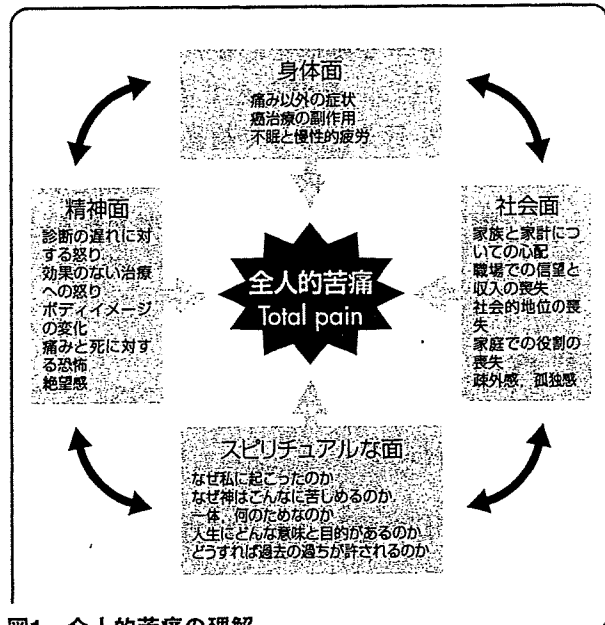 身体面
痛み以外の症状
癌治療の副作用
不眠と慢性的疲労
精神面
診断の遅れに対
する怒り
効果のない治療
への怒り
ボディイメージ
の変化
痛みと死に対す
る恐怖
絶望感
全人的苦痛
Total pain
社会面
家族と家計につ
いての心配
職場での信望と
収入の喪失
社会的地位の喪
失
家庭での役割の
喪失
疎外感，孤独感
スピリチュアルな面
なぜ私に起こったのか
なぜ神はこんなに苦しめるのか
一体，何のためなのか
人生にどんな意味と目的があるのか
どうすれば過去の過ちが許されるのか
図1 全人的苦痛の理解